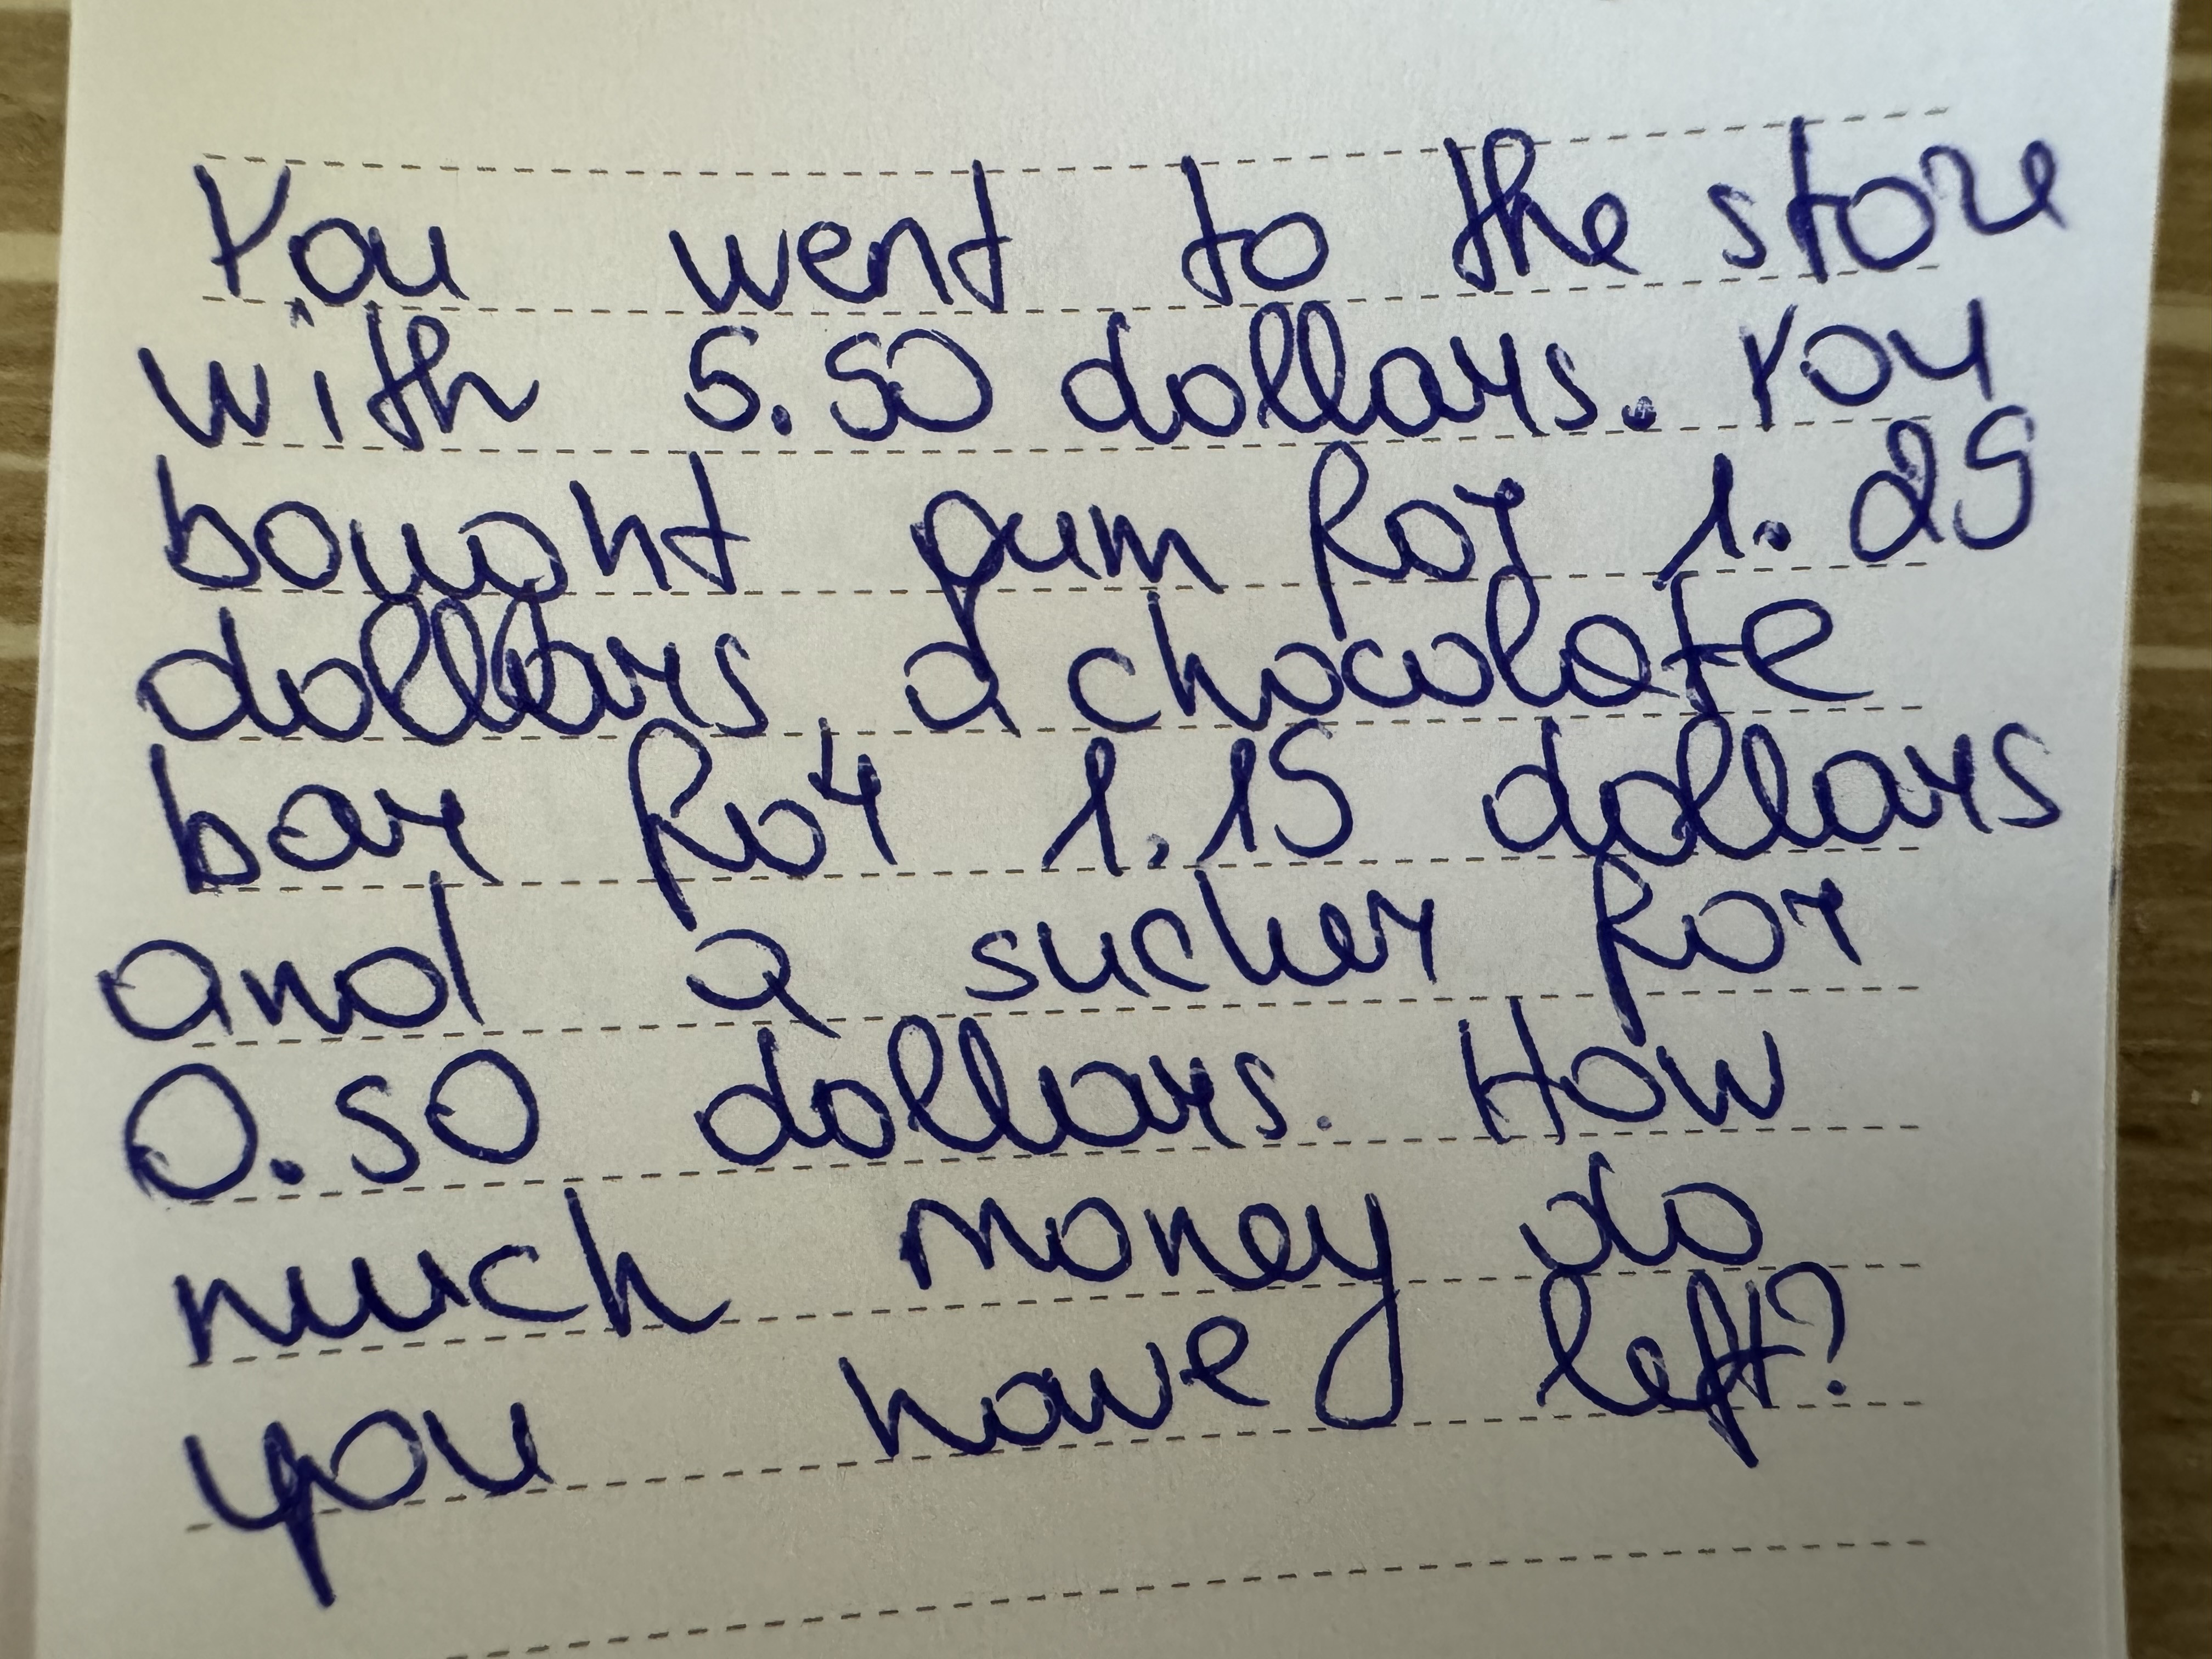 You went to the store
with 5.50 dollars. You
bought gum for 1.25
dollars, a chocolate
bar for 1.15 dollars
and a sucker for
0.50 dollars. How
much money do
you have left?